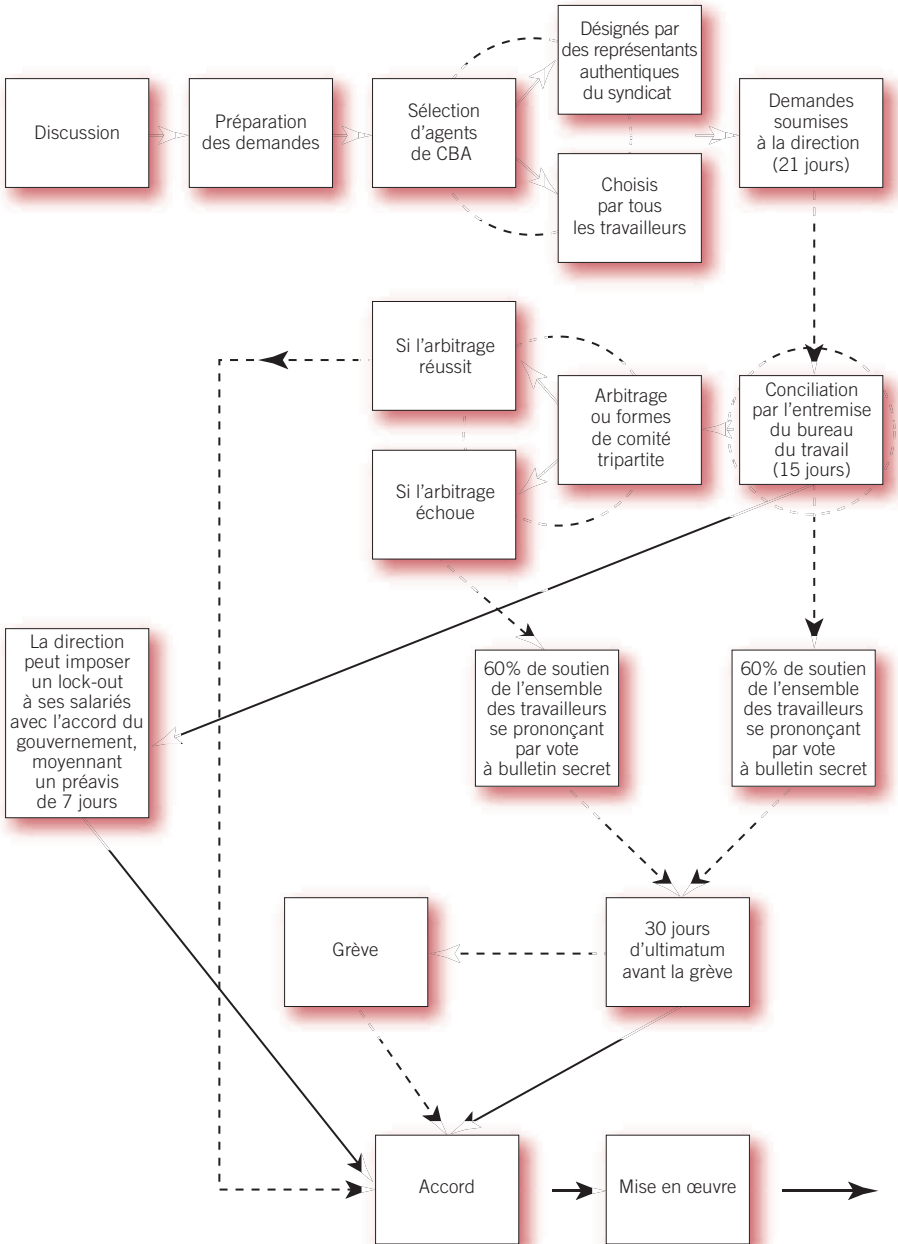 Discussion
Préparation
des demandes
Sélection
d'agents
de CBA
Désignés par
des représentants
authentiques
du syndicat
Choisis
par tous
les travailleurs
Demandes
soumises
à la direction
(21 jours)
Conciliation
par l'entremise
du bureau
du travail
(15 jours)
Arbitrage
ou formes
de comité
tripartite
Si l'arbitrage
réussit
Si l'arbitrage
échoue
La direction
peut imposer
un lock-out
à ses salariés
avec l'accord du
gouvernement,
moyennant
un préavis
de 7 jours
60% de soutien
de l'ensemble
des travailleurs
se prononçant
par vote
à bulletin secret
60% de soutien
de l'ensemble
des travailleurs
se prononçant
par vote
à bulletin secret
Grève
30 jours
d'ultimatum
avant la grève
Accord
Mise en œuvre